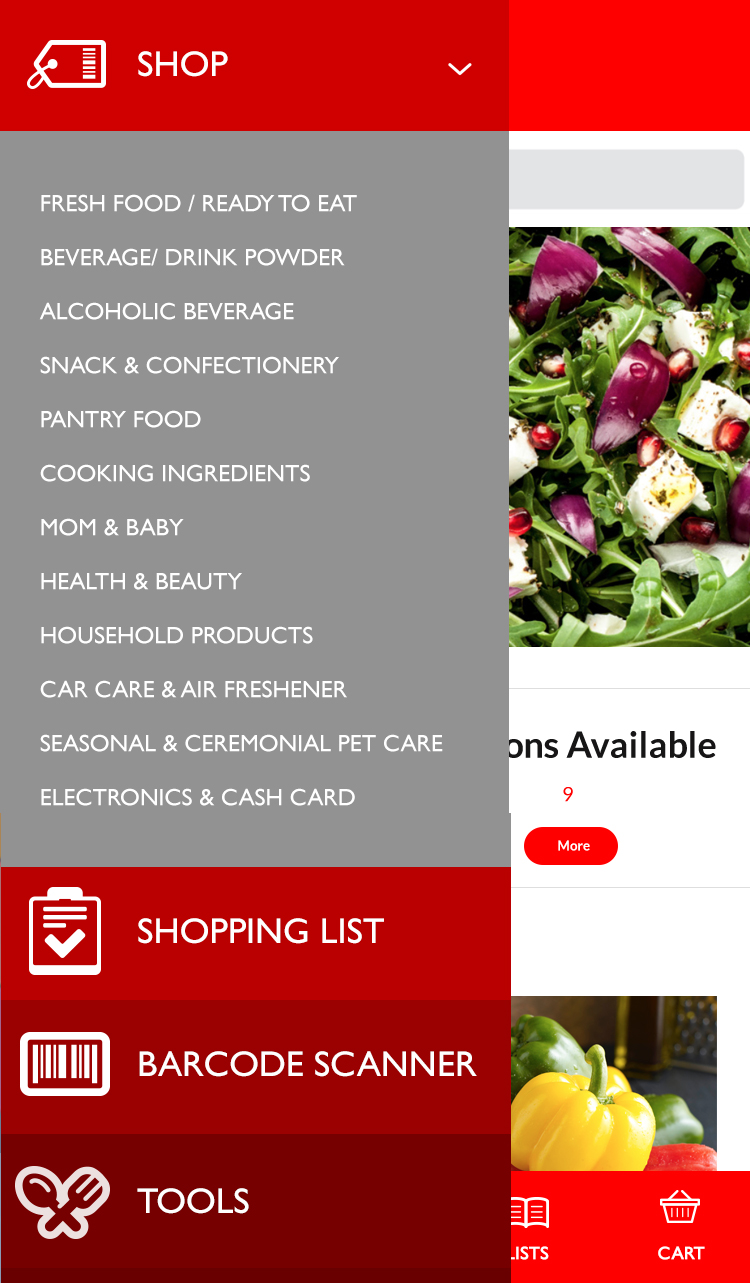 SHOP
FRESH FOOD / READY TO EAT
BEVERAGE/ DRINK POWDER
ALCOHOLIC BEVERAGE
SNACK & CONFECTIONERY
PANTRY FOOD
COOKING INGREDIENTS
MOM & BABY
HEALTH & BEAUTY
HOUSEHOLD PRODUCTS
CAR CARE & AIR FRESHENER
SEASONAL & CEREMONIAL PET CARE
ELECTRONICS & CASH CARD
SHOPPING LIST
BARCODE SCANNER
TOOLS
ons Available
9
More
LISTS
CART